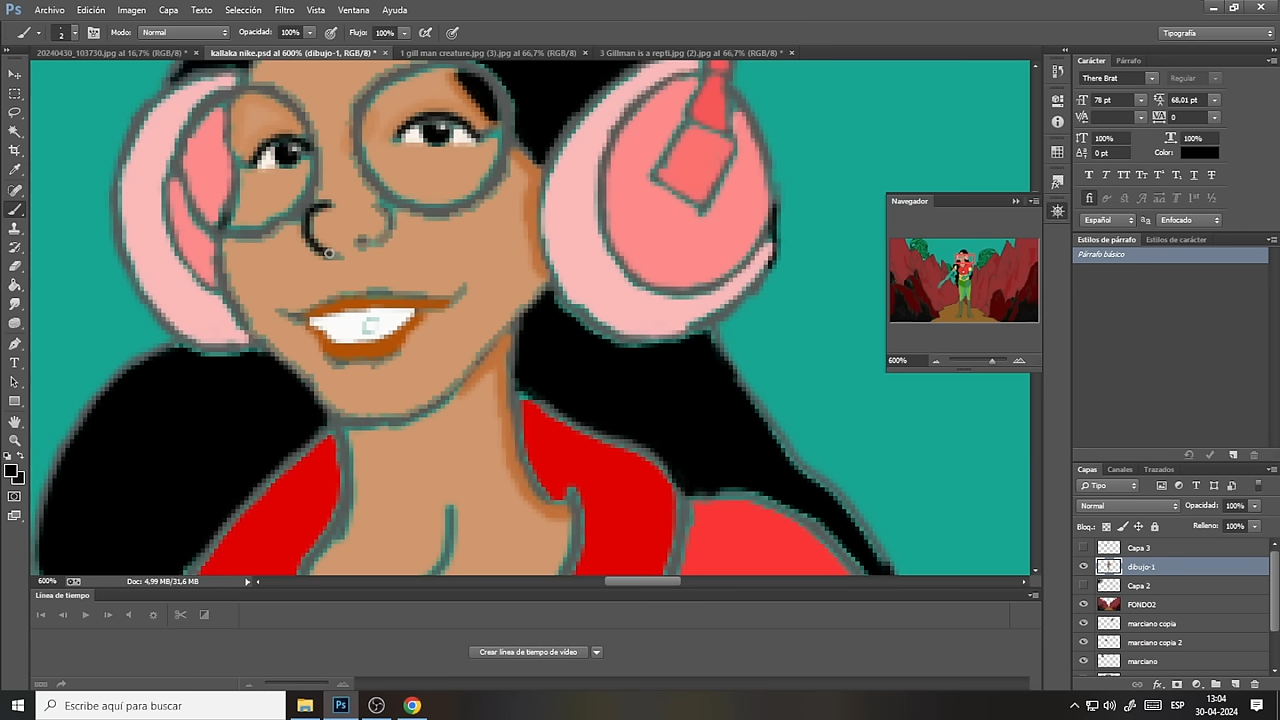 Ps Archivo Edición Imagen Capa Texto Selección Filtro Vista Ventana Ayuda
2 Modo: Normal Opacidad: 100% Flujo: 100% Tipografía
20240430_103730.jpg al 16,7% (RGB/8) * × kallaka nike.psd al 600% (dibujo-1, RGB/8) * × 1 gill man creature.jpg (3).jpg al 66,7% (RGB/8) × 3 Gillman is a repti.jpg (2).jpg al 66,7% (RGB/8) * ×
Carácter Párrafo
There Brat Regular
78 pt 68,01 pt
0
100% 100%
0 pt Color:
Español Enfocado
Estilos de párrafo Estilos de carácter
Párrafo básico
Navegador
600%
Capas Canales Trazados
Tipo
Normal Opacidad: 100%
Bloq.: Relleno: 100%
Capa 3
dibujo-1
Capa 2
FONDO2
marciano copia
marciano copia 2
marciano
600% Doc: 4,99 MB/31,6 MB
Línea de tiempo
Crear línea de tiempo de vídeo
Escribe aquí para buscar
Ps
ESP
13:04
30-04-2024